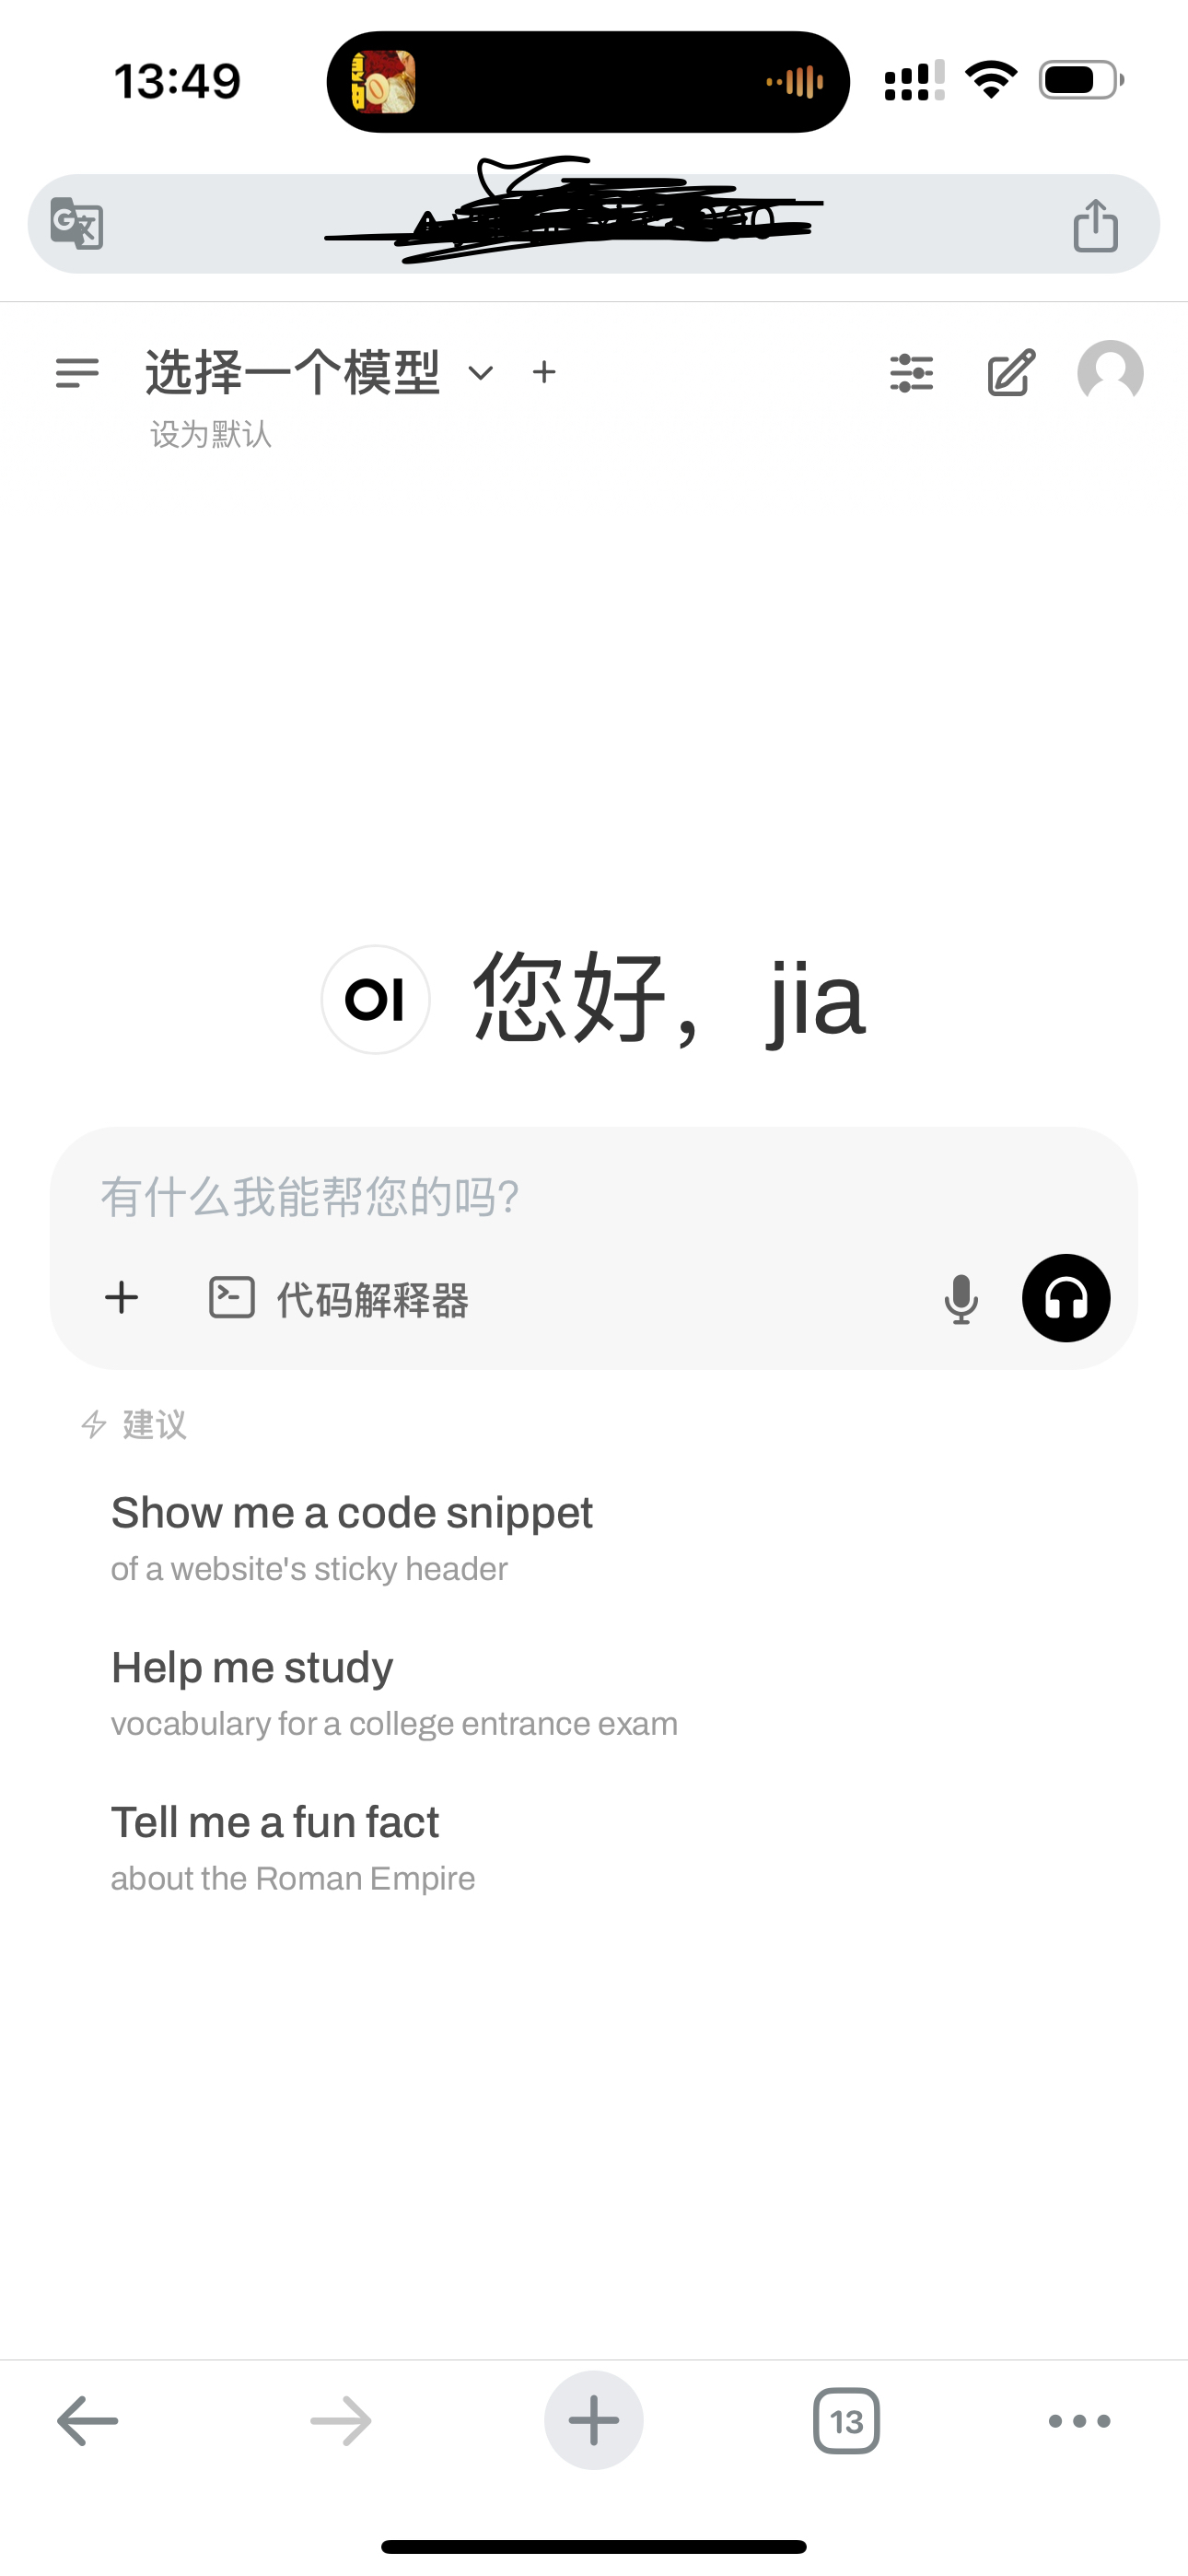 13:49
选择一个模型
设为默认
OI 您好，jia
有什么我能帮您的吗?
代码解释器
建议
Show me a code snippet
of a website's sticky header
Help me study
vocabulary for a college entrance exam
Tell me a fun fact
about the Roman Empire
13